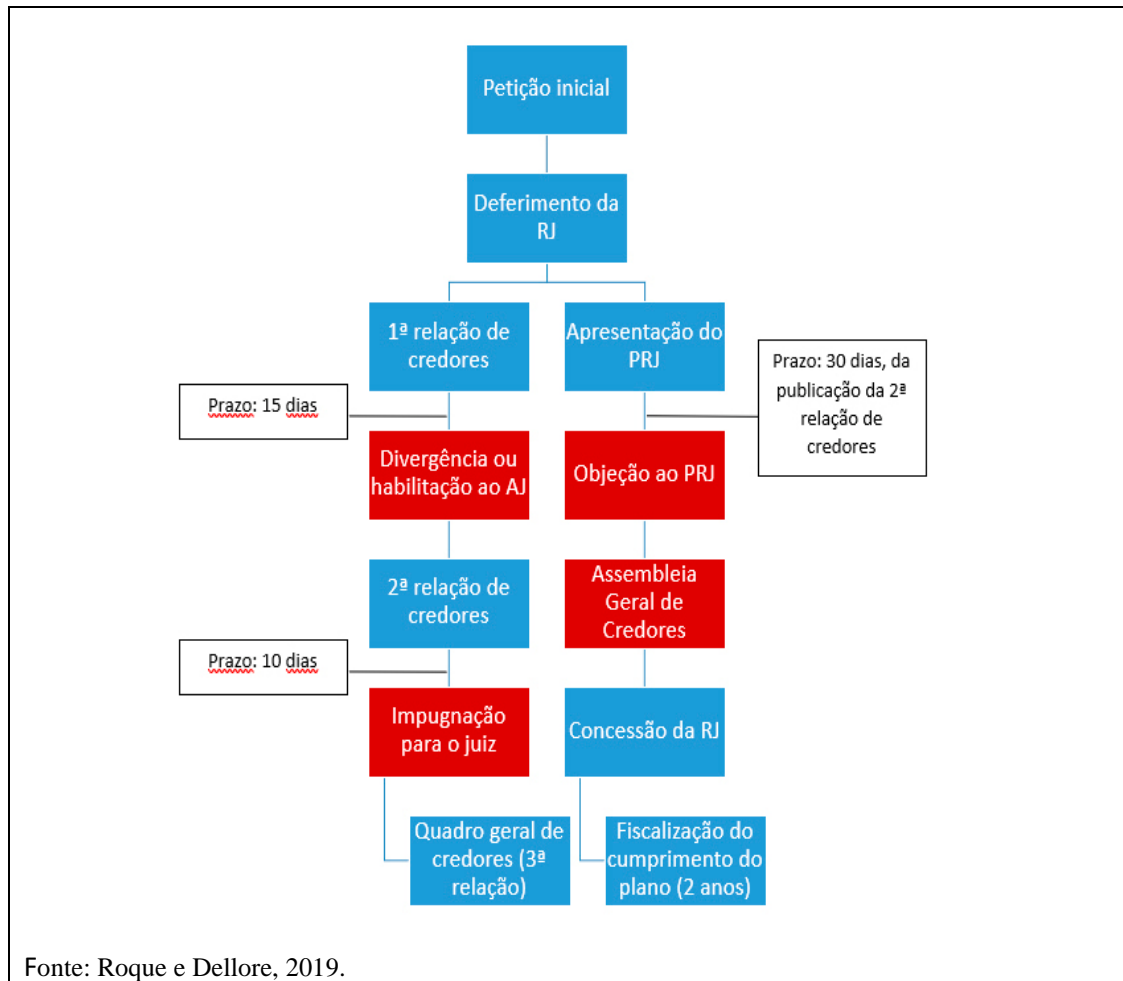 Petição inicial
Deferimento da
RJ
1ª relação de
credores
Apresentação do
PRJ
Prazo: 30 dias, da
publicação da 2ª
relação de
credores
Prazo: 15 dias
Divergência ou
habilitação ao AJ
Objeção ao PRJ
2ª relação de
credores
Assembleia
Geral de
Credores
Prazo: 10 dias
Impugnação
para o juiz
Concessão da RJ
Quadro geral de
credores (3ª
relação)
Fiscalização do
cumprimento do
plano (2 anos)
Fonte: Roque e Dellore, 2019.